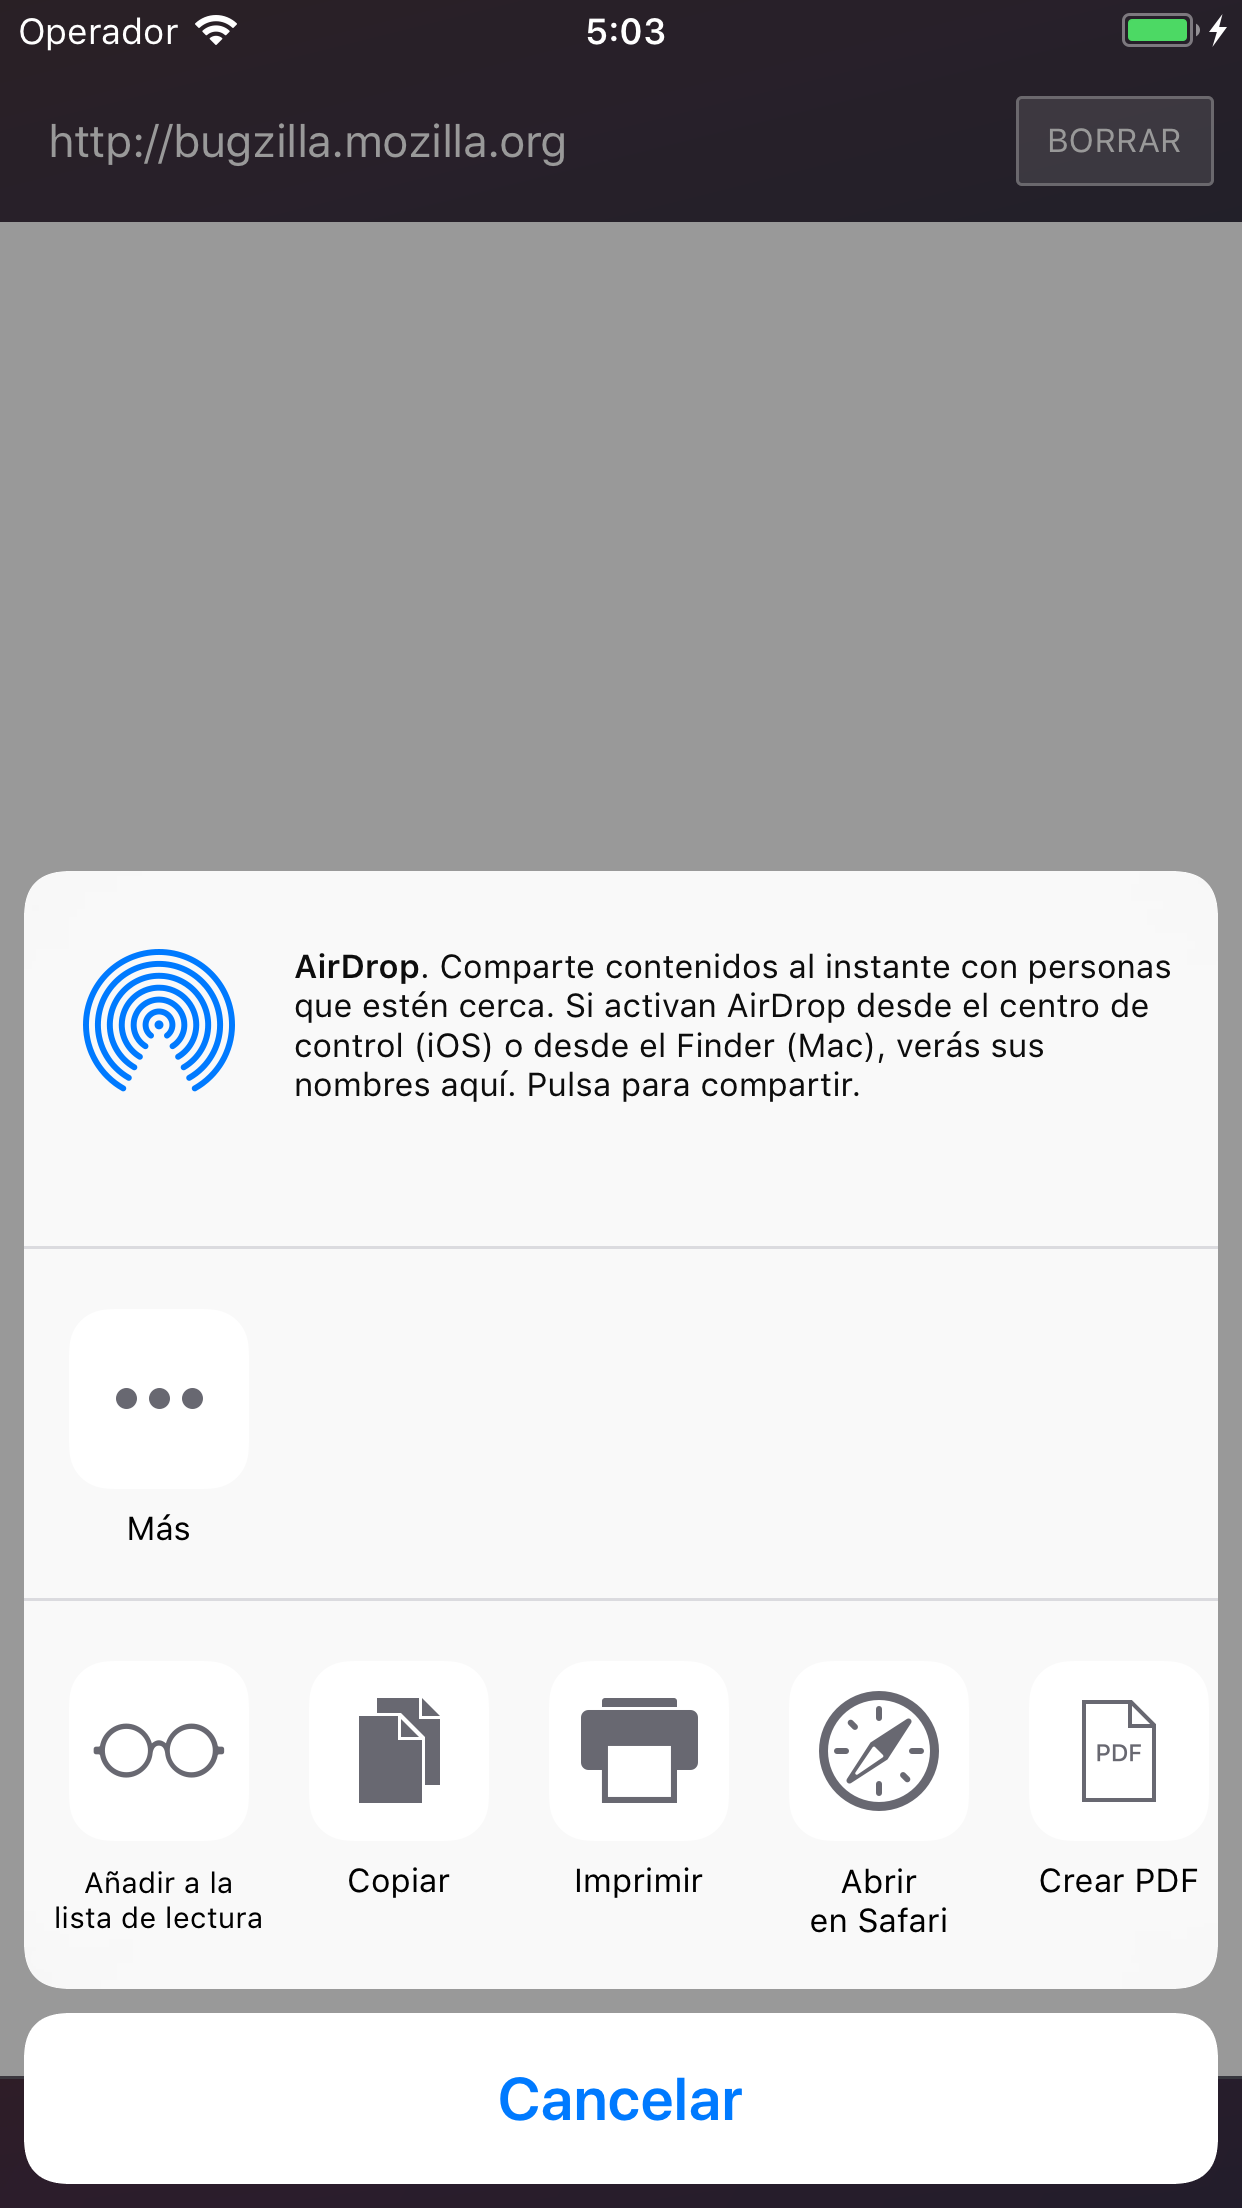 Operador 5:03
http://bugzilla.mozilla.org BORRAR
AirDrop. Comparte contenidos al instante con personas
que estén cerca. Si activan AirDrop desde el centro de
control (iOS) o desde el Finder (Mac), verás sus
nombres aquí. Pulsa para compartir.
Más
Añadir a la
lista de lectura
Copiar
Imprimir
Abrir
en Safari
PDF
Crear PDF
Cancelar